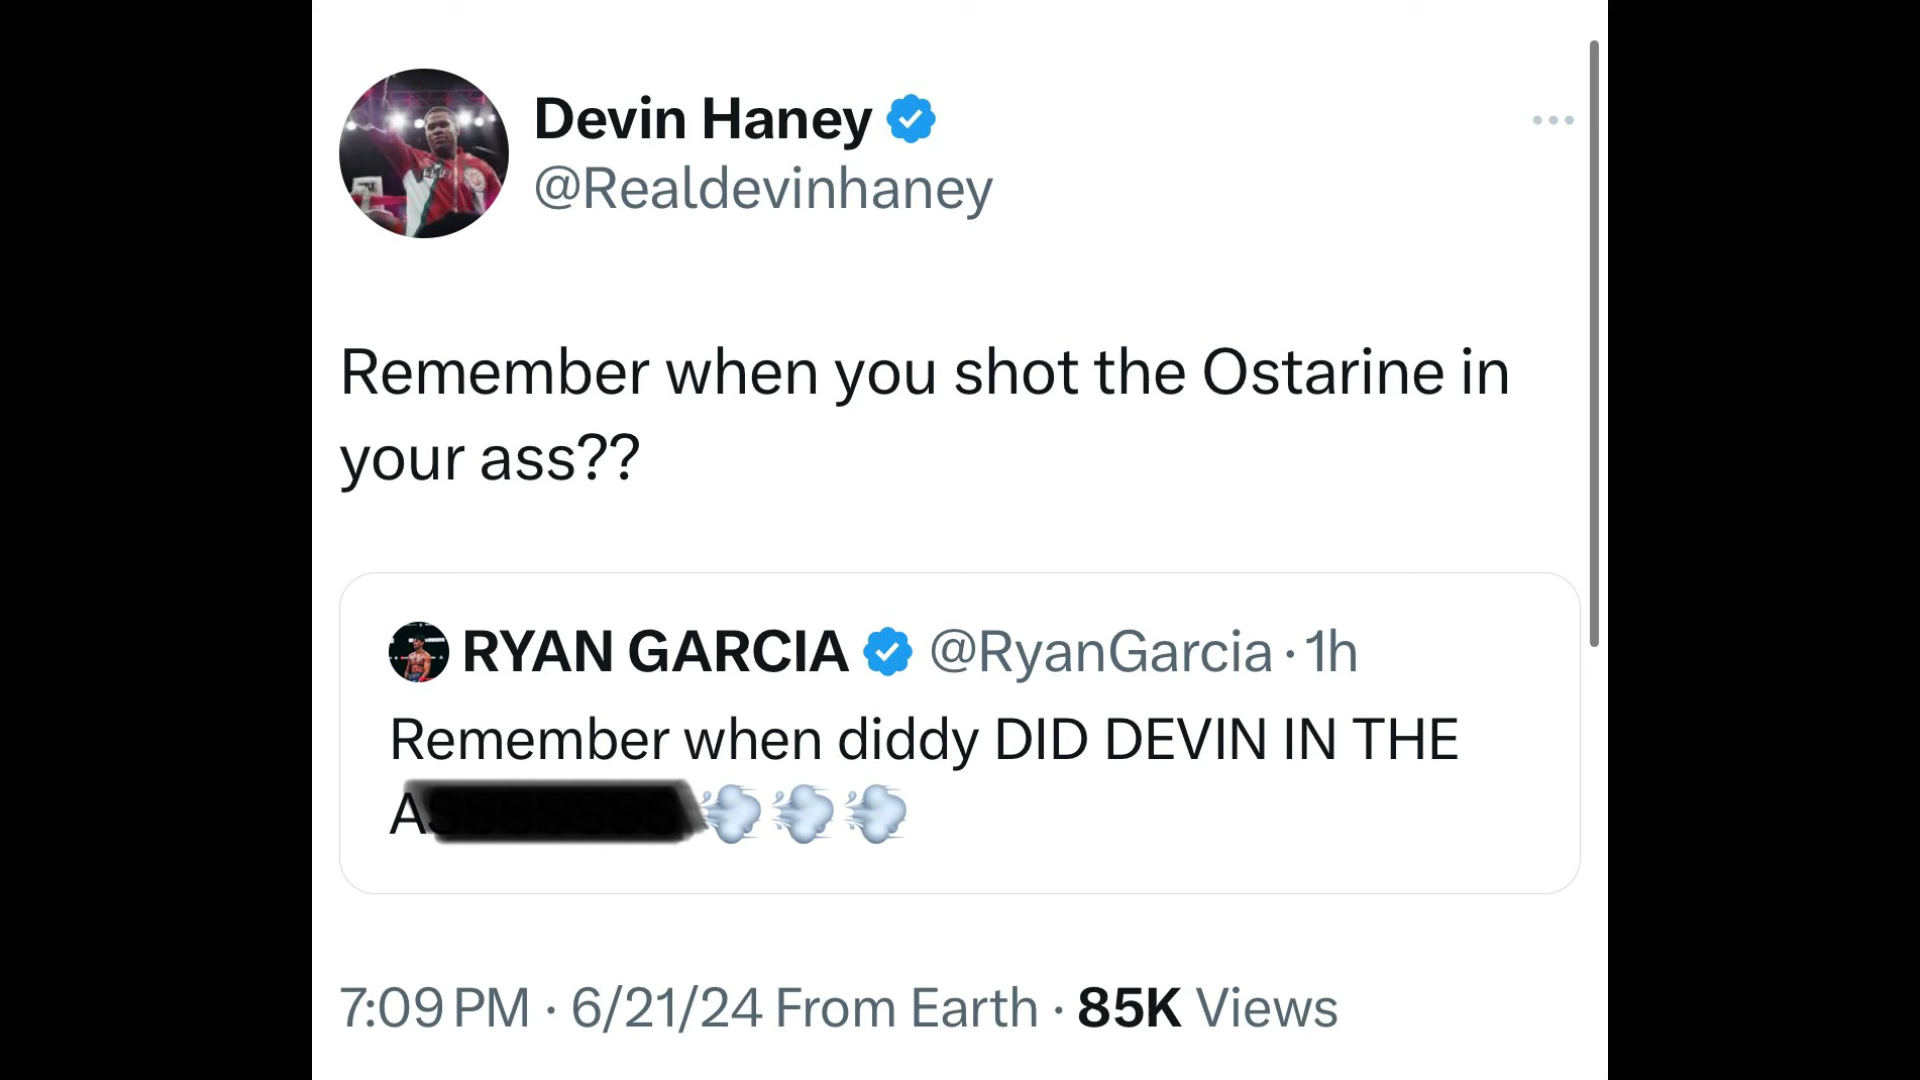 Devin Haney
@Realdevinhaney
Remember when you shot the Ostarine in
your ass??
RYAN GARCIA @RyanGarcia · 1h
Remember when diddy DID DEVIN IN THE
A
7:09 PM · 6/21/24 From Earth · 85K Views